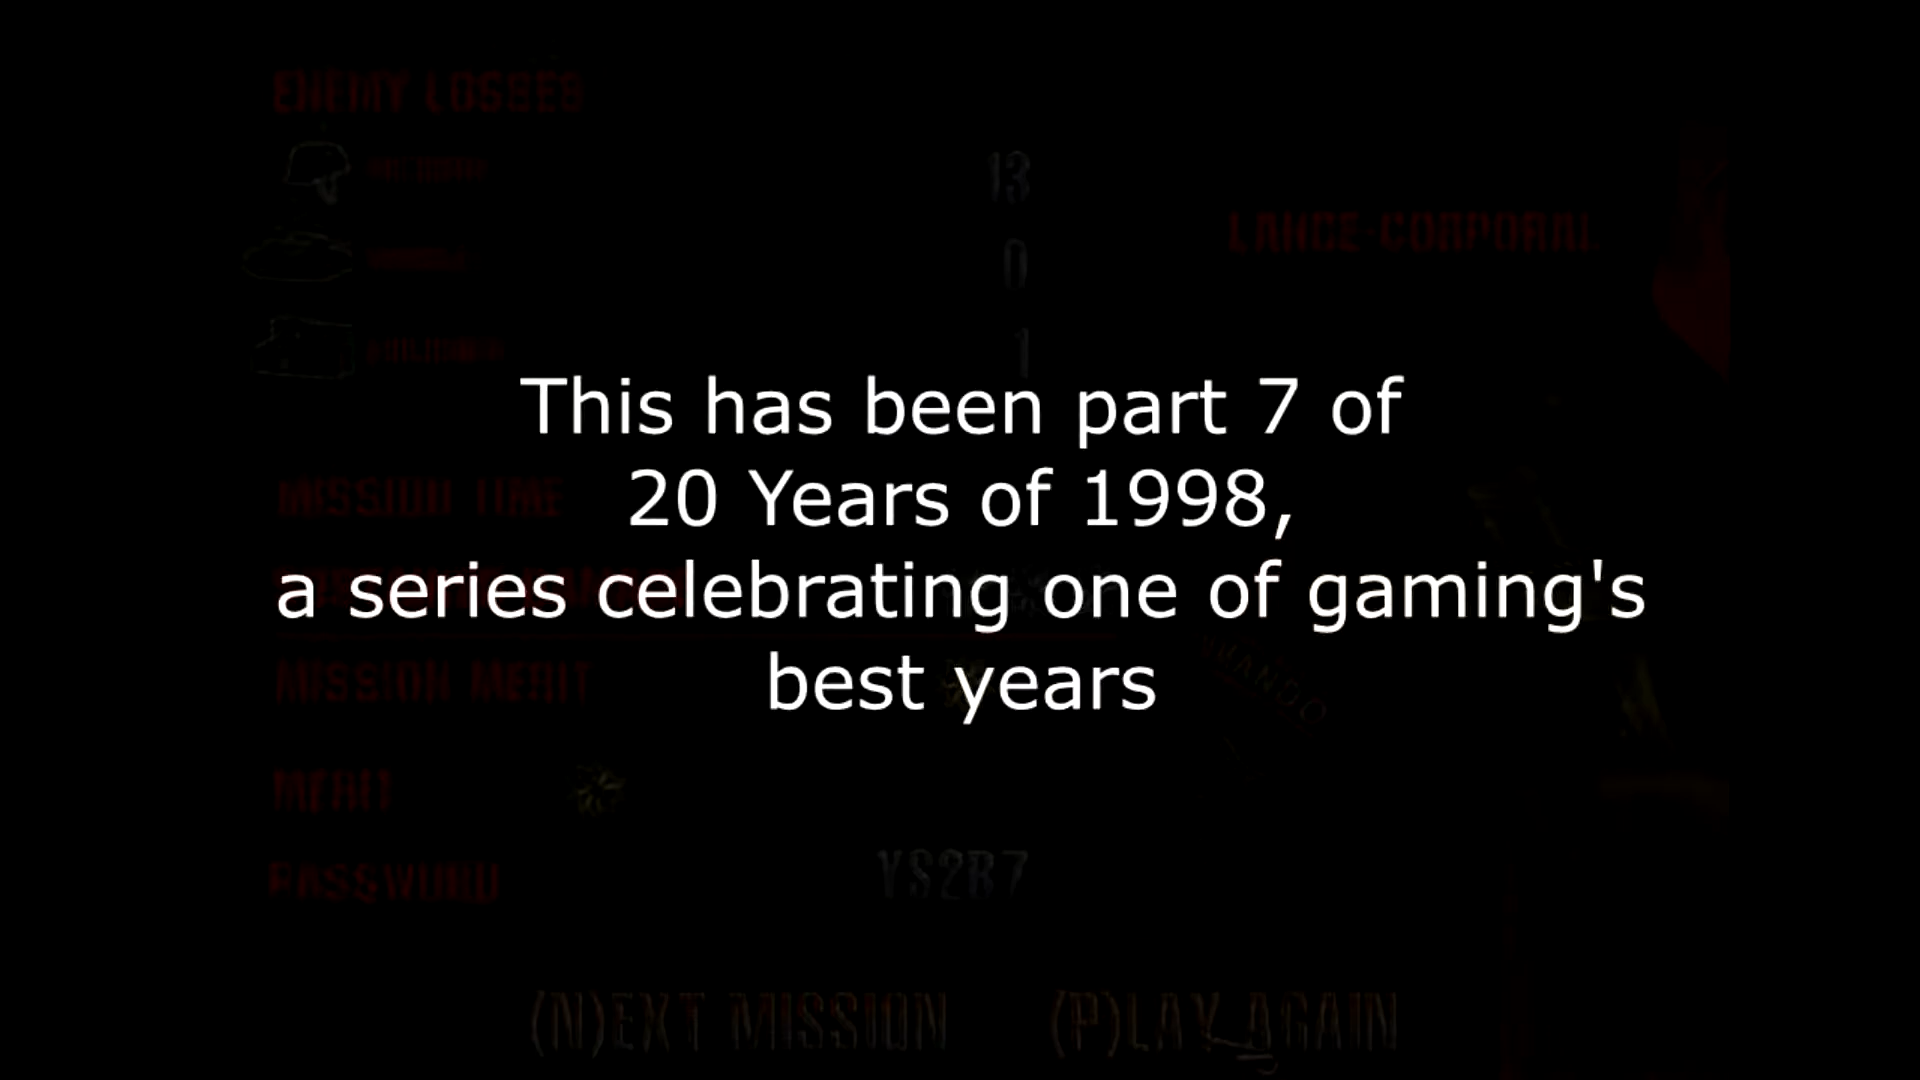 ENEMY LOSSES
13
LANCE-CORPORAL
0
1
This has been part 7 of
20 Years of 1998,
MISSION TIME
a series celebrating one of gaming's
best years
MISSION MERIT
MERIT
PASSWORD YS2R7
(N)EXT MISSION (P)LAY AGAIN